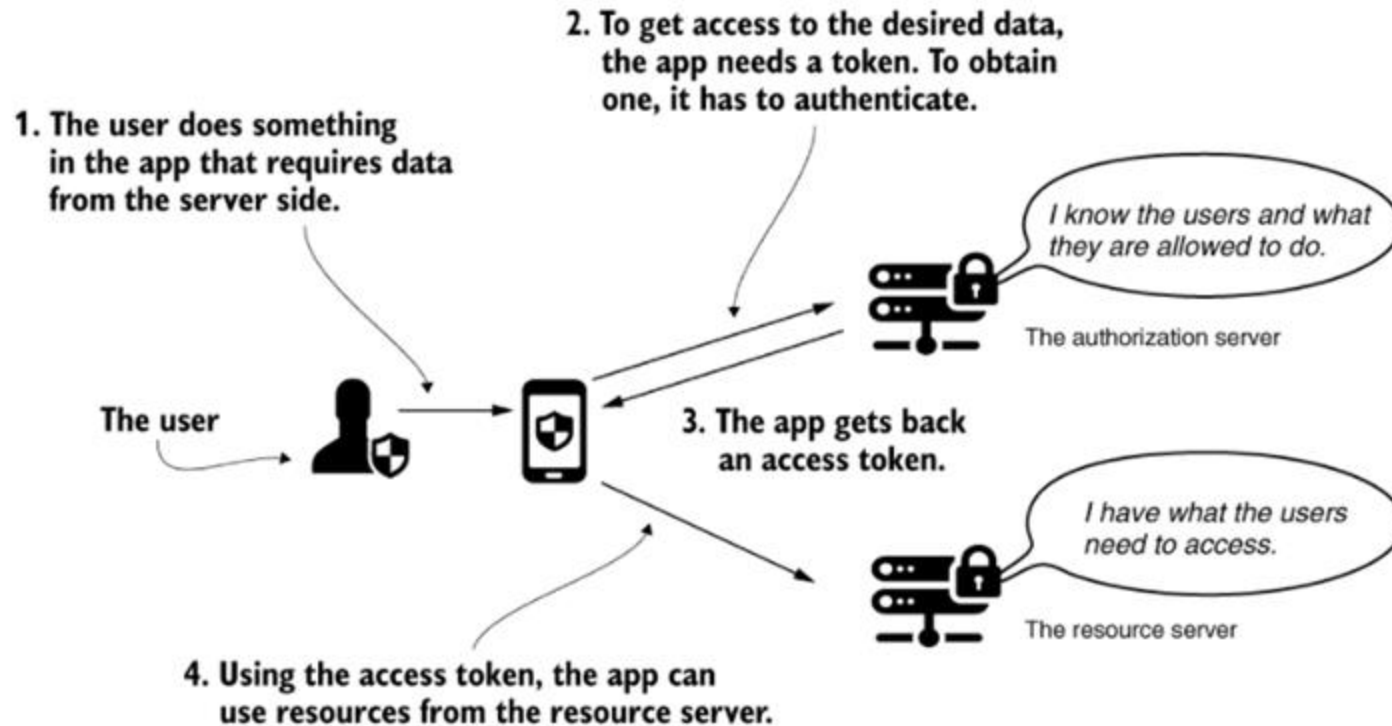 2. To get access to the desired data,
the app needs a token. To obtain
one, it has to authenticate.
1. The user does something
in the app that requires data
from the server side.
I know the users and what
they are allowed to do.
The authorization server
The user
3. The app gets back
an access token.
I have what the users
need to access.
The resource server
4. Using the access token, the app can
use resources from the resource server.